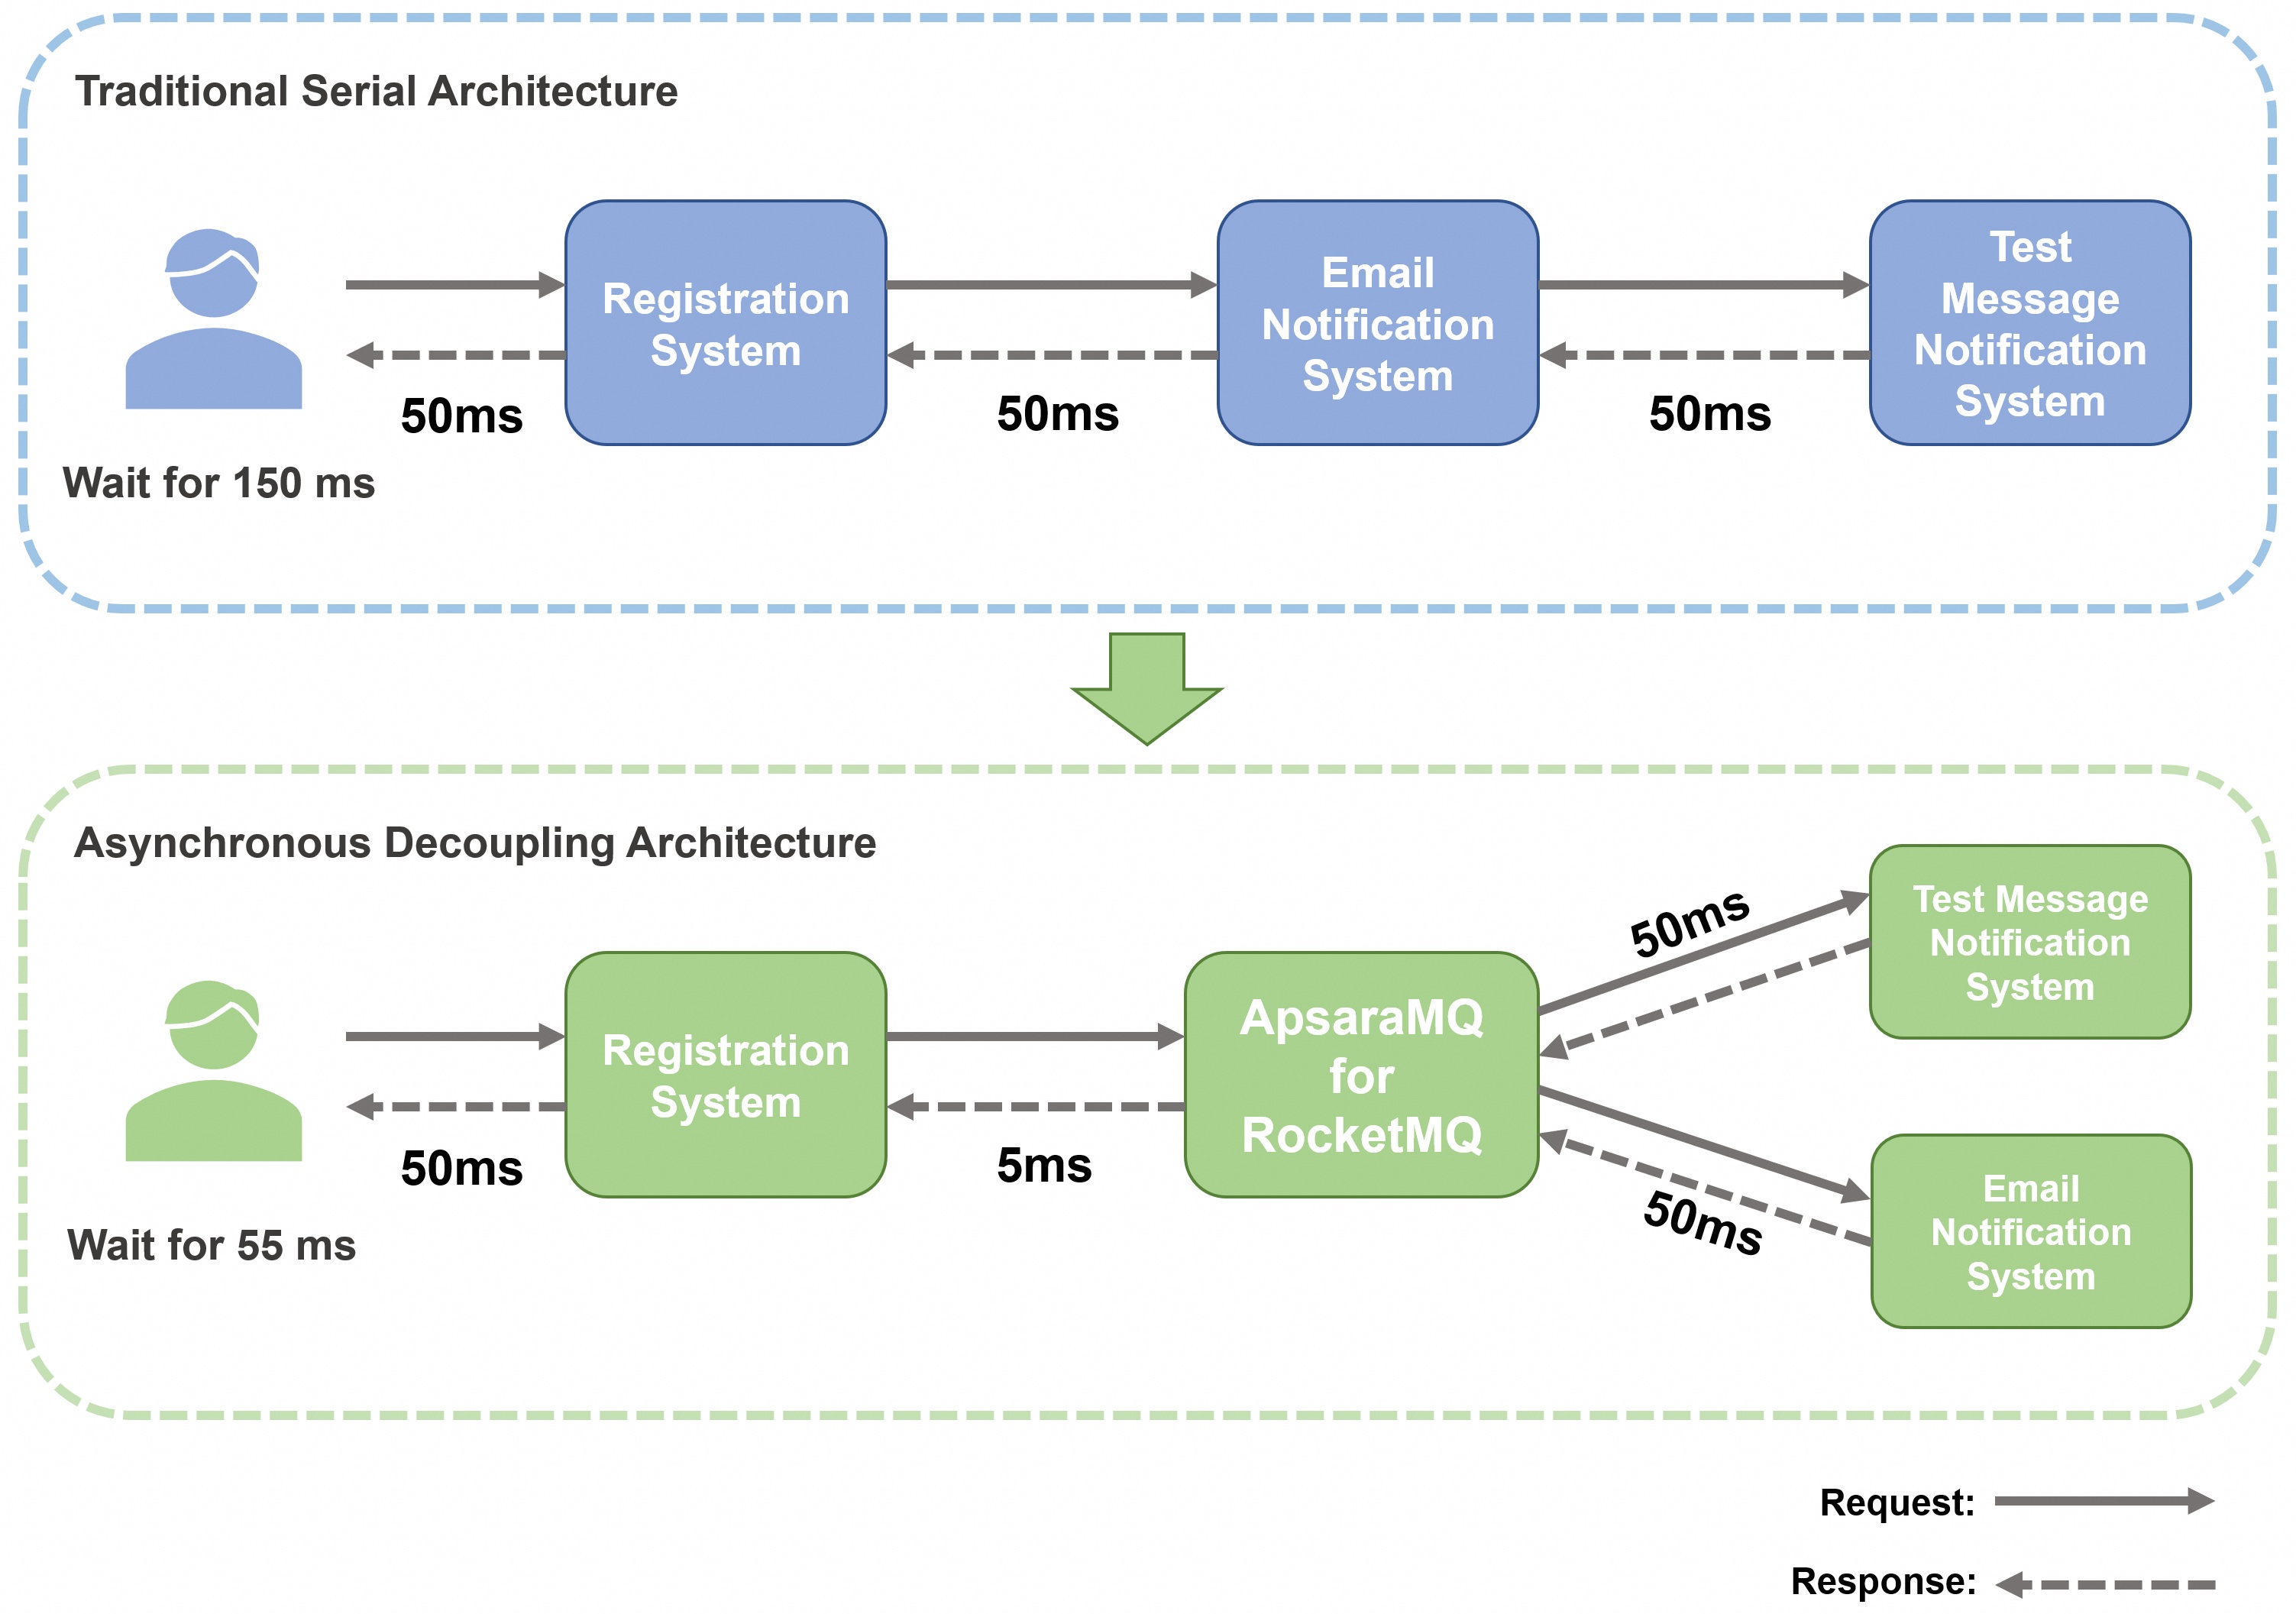 Traditional Serial Architecture
Registration
System
Email
Notification
System
Test
Message
Notification
System
50ms
50ms
50ms
Wait for 150 ms
Asynchronous Decoupling Architecture
Registration
System
ApsaraMQ
for
RocketMQ
50ms
Test Message
Notification
System
50ms
5ms
50ms
Email
Notification
System
Wait for 55 ms
Request:
Response: